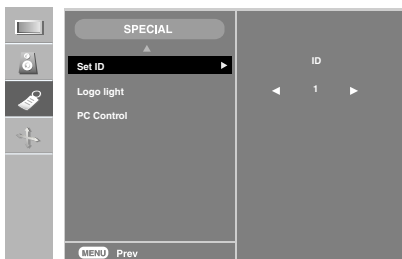 SPECIAL
Set ID
ID
1
Logo light
PC Control
MENU Prev